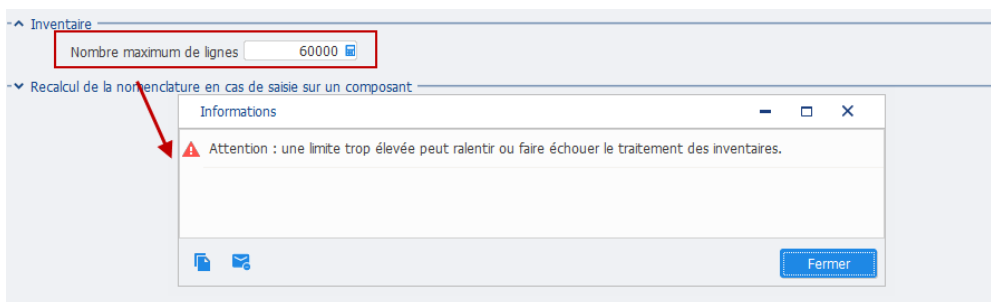 Inventaire
Nombre maximum de lignes 60000
Recalcul de la nomenclature en cas de saisie sur un composant
Informations
Attention : une limite trop élevée peut ralentir ou faire échouer le traitement des inventaires.
Fermer